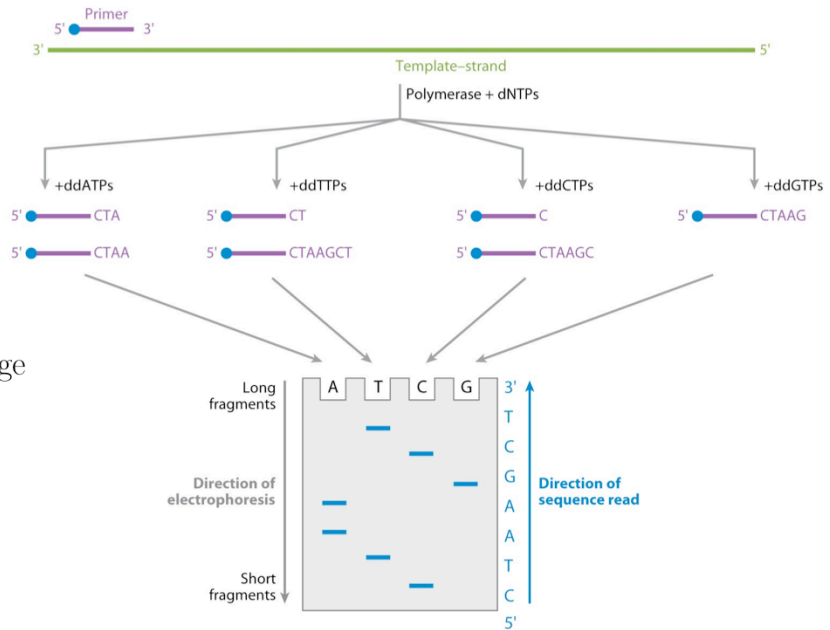 Primer
5' 3'
3' 5'
Template–strand
Polymerase + dNTPs
+ddATPs +ddTTPs +ddCTPs +ddGTPs
5' CTA 5' CT 5' C 5' CTAAG
5' CTAA 5' CTAAGCT 5' CTAAGC
ge
Long
fragments
A T C G
3'
T
C
G
A
A
T
C
5'
Direction of
electrophoresis
Direction of
sequence read
Short
fragments